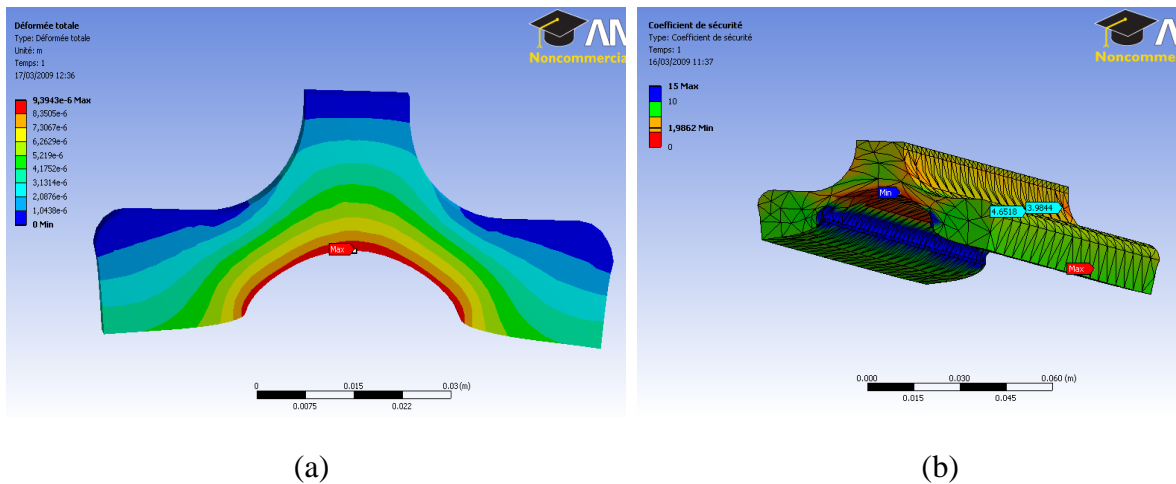 Déformée totale
Type: Déformée totale
Unité: m
Temps: 1
17/03/2009 12:36
9,3943e-6 Max
8,3505e-6
7,3067e-6
6,2629e-6
5,219e-6
4,1752e-6
3,1314e-6
2,0876e-6
1,0438e-6
0 Min
AN
Noncommercia
Max
0
0.015
0.03 (m)
0.0075
0.022
(a)
Coefficient de sécurité
Type: Coefficient de sécurité
Temps: 1
16/03/2009 11:37
15 Max
10
1,9862 Min
0
Noncomme
Min
4.6518
3.9844
Max
0.000
0.030
0.060 (m)
0.015
0.045
(b)